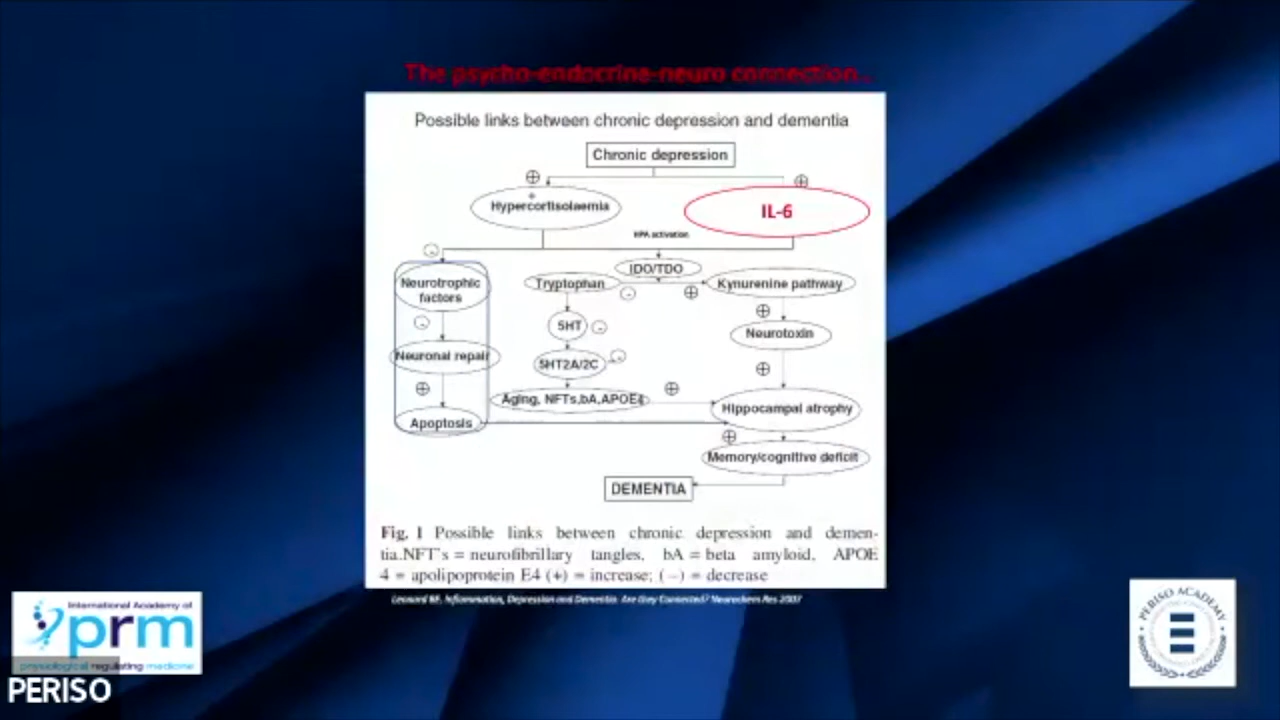 The psycho-endocrine-neuro connection...
Possible links between chronic depression and dementia
Chronic depression
Hypercortisolaemia
IL-6
HPA activation
IDO/TDO
Neurotrophic
factors
Tryptophan
Kynurenine pathway
5HT
Neurotoxin
Neuronal repair
5HT2A/2C
Aging, NFTs,bA,APOE4
Hippocampal atrophy
Apoptosis
Memory/cognitive deficit
DEMENTIA
Fig. 1 Possible links between chronic depression and demen-
tia.NFT's = neurofibrillary tangles, bA = beta amyloid, APOE
4 = apolipoprotein E4 (+) = increase; (−) = decrease
Leonard BE. Inflammation, Depression and Dementia: Are they Connected? Neurochem Res 2007
International Academy of
prm
physiological regulating medicine
PERISO
PERISO ACADEMY